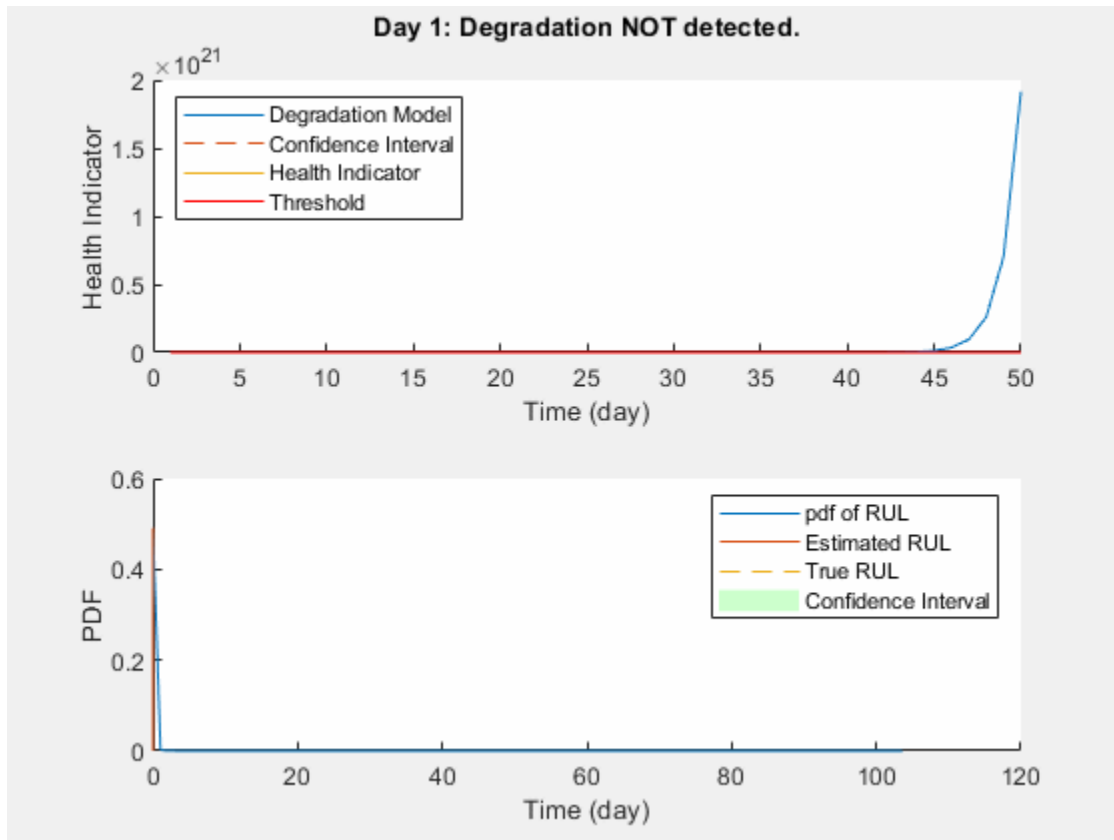 Day 1: Degradation NOT detected.
×10^21
2
1.5
1
0.5
0
Health Indicator
Degradation Model
Confidence Interval
Health Indicator
Threshold
0 5 10 15 20 25 30 35 40 45 50
Time (day)
0.6
0.4
0.2
0
PDF
pdf of RUL
Estimated RUL
True RUL
Confidence Interval
0 20 40 60 80 100 120
Time (day)